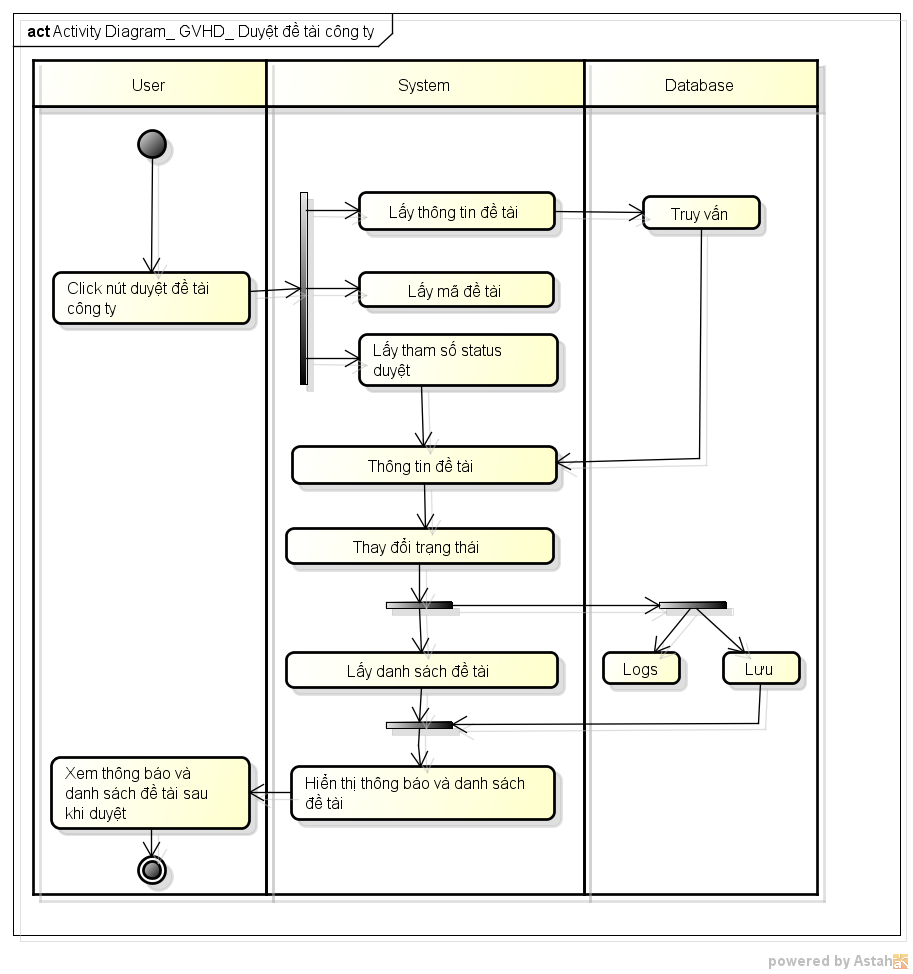 act Activity Diagram_ GVHD_ Duyệt đề tài công ty
User
System
Database
Lấy thông tin đề tài
Truy vấn
Click nút duyệt đề tài
công ty
Lấy mã đề tài
Lấy tham số status
duyệt
Thông tin đề tài
Thay đổi trạng thái
Lấy danh sách đề tài
Logs
Lưu
Xem thông báo và
danh sách đề tài sau
khi duyệt
Hiển thị thông báo và danh sách
đề tài
powered by Astah